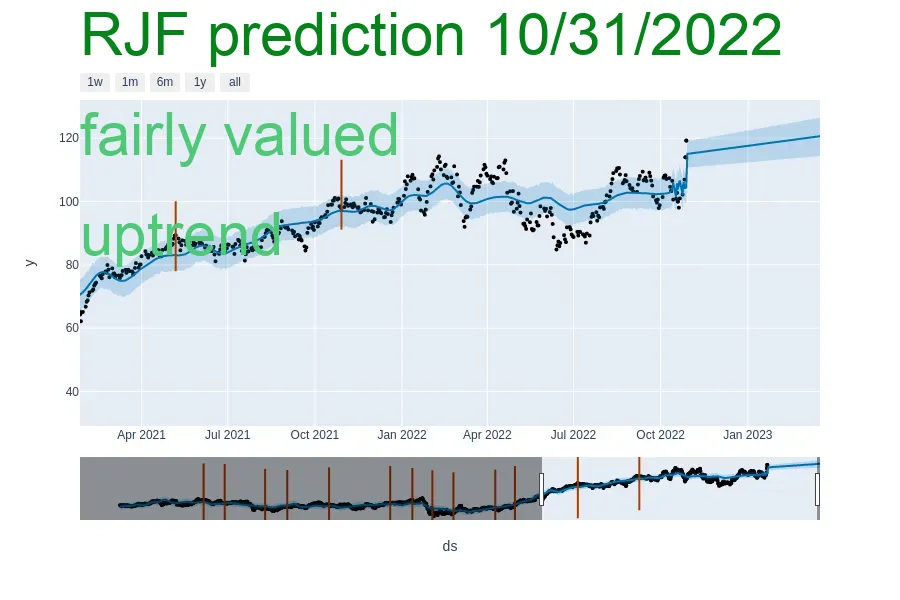 RJF prediction 10/31/2022
1w 1m 6m 1y all
fairly valued
120
100
uptrend
y
80
60
40
Apr 2021 Jul 2021 Oct 2021 Jan 2022 Apr 2022 Jul 2022 Oct 2022 Jan 2023
ds